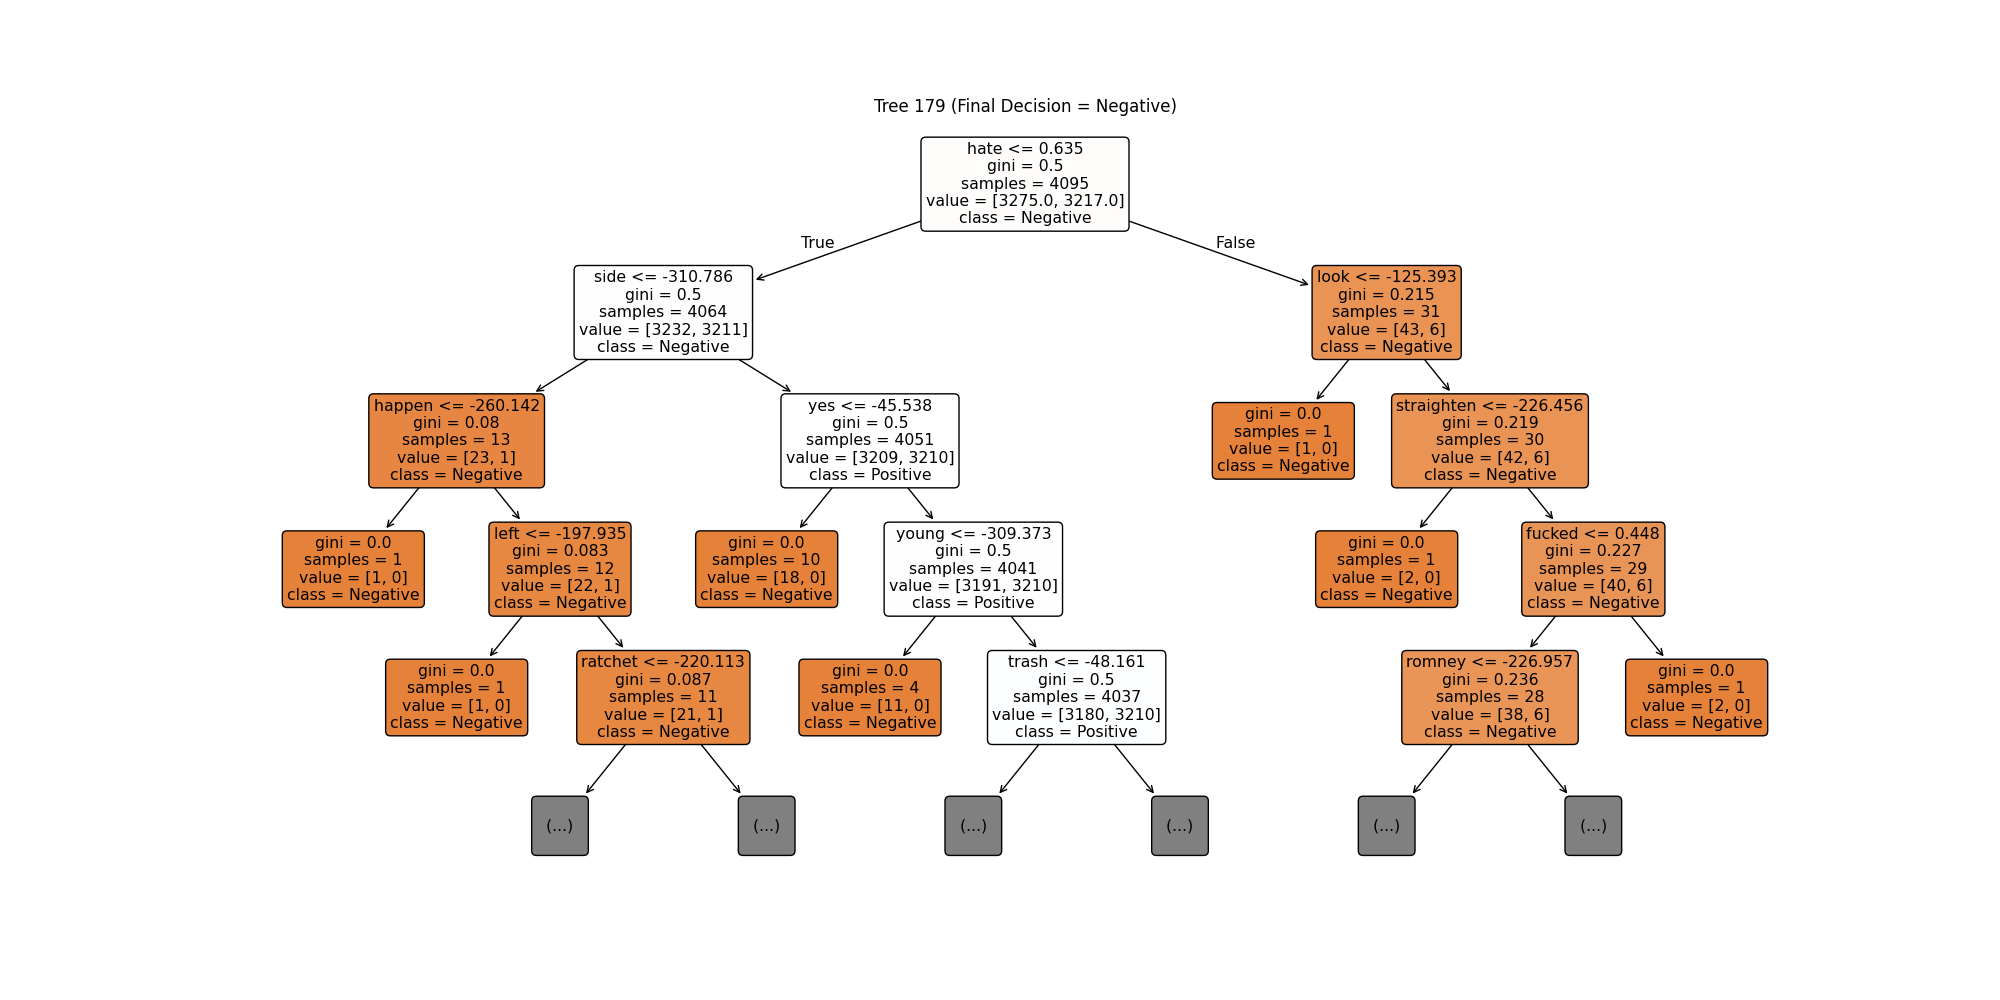 Tree 179 (Final Decision = Negative)
hate <= 0.635
gini = 0.5
samples = 4095
value = [3275.0, 3217.0]
class = Negative
True
False
side <= -310.786
gini = 0.5
samples = 4064
value = [3232, 3211]
class = Negative
look <= -125.393
gini = 0.215
samples = 31
value = [43, 6]
class = Negative
happen <= -260.142
gini = 0.08
samples = 13
value = [23, 1]
class = Negative
yes <= -45.538
gini = 0.5
samples = 4051
value = [3209, 3210]
class = Positive
gini = 0.0
samples = 1
value = [1, 0]
class = Negative
straighten <= -226.456
gini = 0.219
samples = 30
value = [42, 6]
class = Negative
gini = 0.0
samples = 1
value = [1, 0]
class = Negative
left <= -197.935
gini = 0.083
samples = 12
value = [22, 1]
class = Negative
gini = 0.0
samples = 10
value = [18, 0]
class = Negative
young <= -309.373
gini = 0.5
samples = 4041
value = [3191, 3210]
class = Positive
gini = 0.0
samples = 1
value = [2, 0]
class = Negative
fucked <= 0.448
gini = 0.227
samples = 29
value = [40, 6]
class = Negative
gini = 0.0
samples = 1
value = [1, 0]
class = Negative
ratchet <= -220.113
gini = 0.087
samples = 11
value = [21, 1]
class = Negative
gini = 0.0
samples = 4
value = [11, 0]
class = Negative
trash <= -48.161
gini = 0.5
samples = 4037
value = [3180, 3210]
class = Positive
romney <= -226.957
gini = 0.236
samples = 28
value = [38, 6]
class = Negative
gini = 0.0
samples = 1
value = [2, 0]
class = Negative
(...)
(...)
(...)
(...)
(...)
(...)